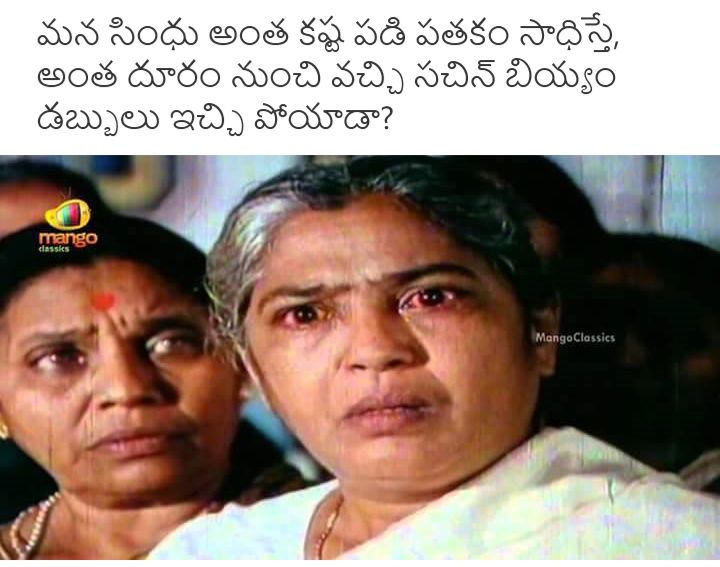 మన సింధు అంత కష్ట పడి పతకం సాధిస్తే,
అంత దూరం నుంచి వచ్చి సచిన్ బియ్యం
డబ్బులు ఇచ్చి పోయాడా?
mango
classics
MangoClassics